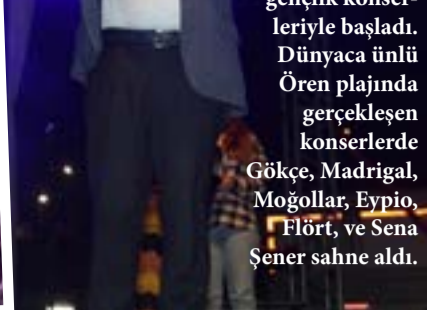 gençlik konser-
leriyle başladı.
Dünyaca ünlü
Ören plajında
gerçekleşen
konserlerde
Gökçe, Madrigal,
Moğollar, Eypio,
Flört, ve Sena
Şener sahne aldı.